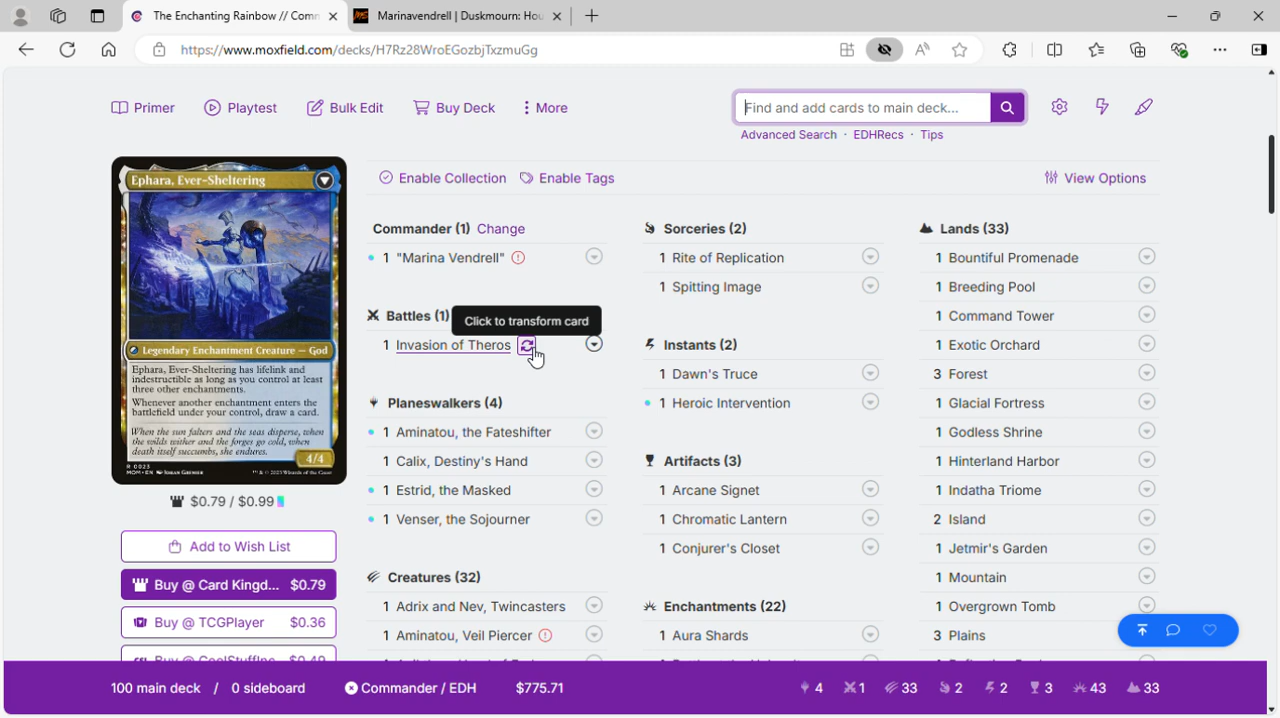 The Enchanting Rainbow // Comm
Marinavendrell | Duskmourn: Hou
https://www.moxfield.com/decks/H7Rz28WroEGozbjTxzmuGg
Primer
Playtest
Bulk Edit
Buy Deck
More
Find and add cards to main deck...
Advanced Search · EDHRecs · Tips
Enable Collection
Enable Tags
View Options
Ephara, Ever-Sheltering
Legendary Enchantment Creature — God
Ephara, Ever-Sheltering has lifelink and
indestructible as long as you control at least
three other enchantments.
Whenever another enchantment enters the
battlefield under your control, draw a card.
When the sun falters and the seas disperse, when
the wilds wither and the forges go cold, when
death itself succumbs, she endures.
4/4
R 0023
$0.79 / $0.99
Add to Wish List
Buy @ Card Kingd... $0.79
Buy @ TCGPlayer $0.36
Buy @ CoolStuffInc $0.49
Commander (1) Change
1 "Marina Vendrell"
Battles (1)
Click to transform card
1 Invasion of Theros
Planeswalkers (4)
1 Aminatou, the Fateshifter
1 Calix, Destiny's Hand
1 Estrid, the Masked
1 Venser, the Sojourner
Creatures (32)
1 Adrix and Nev, Twincasters
1 Aminatou, Veil Piercer
Sorceries (2)
1 Rite of Replication
1 Spitting Image
Instants (2)
1 Dawn's Truce
1 Heroic Intervention
Artifacts (3)
1 Arcane Signet
1 Chromatic Lantern
1 Conjurer's Closet
Enchantments (22)
1 Aura Shards
Lands (33)
1 Bountiful Promenade
1 Breeding Pool
1 Command Tower
1 Exotic Orchard
3 Forest
1 Glacial Fortress
1 Godless Shrine
1 Hinterland Harbor
1 Indatha Triome
2 Island
1 Jetmir's Garden
1 Mountain
1 Overgrown Tomb
3 Plains
100 main deck / 0 sideboard
Commander / EDH
$775.71
4
1
33
2
2
3
43
33